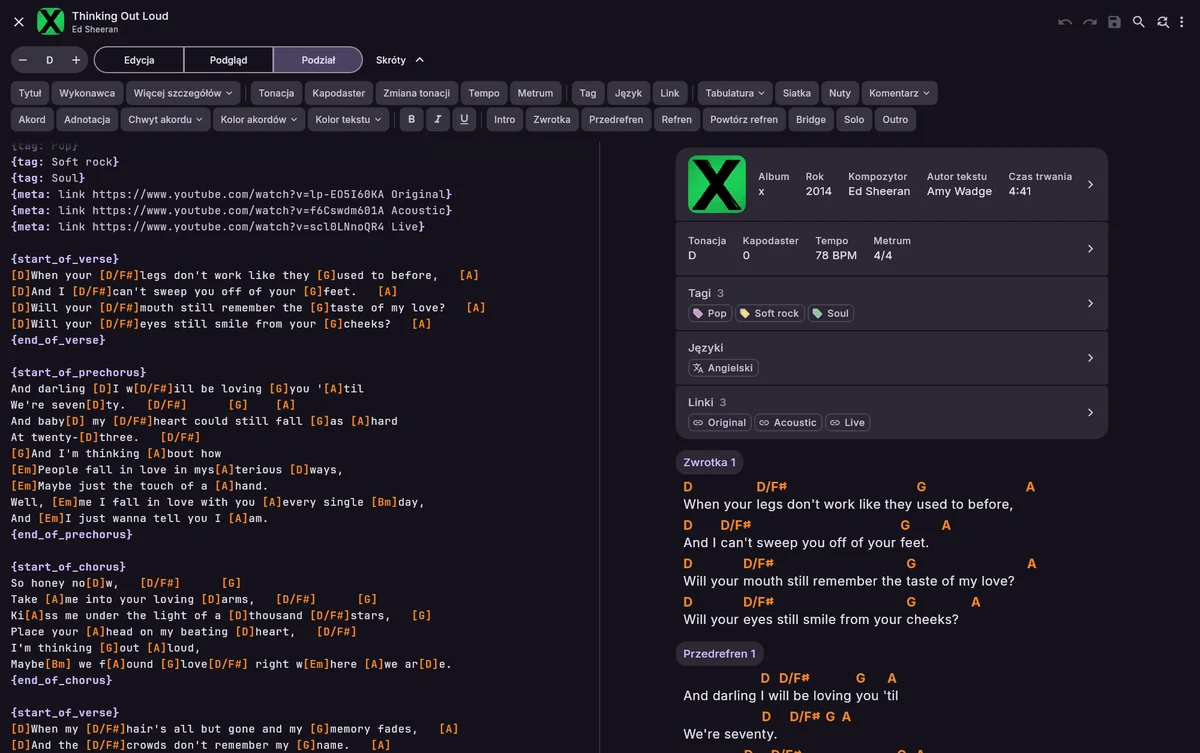 Thinking Out Loud
Ed Sheeran
− D +
Edycja Podgląd Podział Skróty
Tytuł Wykonawca Więcej szczegółów Tonacja Kapodaster Zmiana tonacji Tempo Metrum Tag Język Link Tabulatura Siatka Nuty Komentarz
Akord Adnotacja Chwyt akordu Kolor akordów Kolor tekstu B I U Intro Zwrotka Przedrefren Refren Powtórz refren Bridge Solo Outro
{tag: Pop}
{tag: Soft rock}
{tag: Soul}
{meta: link https://www.youtube.com/watch?v=lp-EO5I60KA Original}
{meta: link https://www.youtube.com/watch?v=f6Cswdm601A Acoustic}
{meta: link https://www.youtube.com/watch?v=scl0LNnoQR4 Live}
{start_of_verse}
[D]When your [D/F#]legs don't work like they [G]used to before, [A]
[D]And I [D/F#]can't sweep you off of your [G]feet. [A]
[D]Will your [D/F#]mouth still remember the [G]taste of my love? [A]
[D]Will your [D/F#]eyes still smile from your [G]cheeks? [A]
{end_of_verse}
{start_of_prechorus}
And darling [D]I w[D/F#]ill be loving [G]you '[A]til
We're seven[D]ty. [D/F#] [G] [A]
And baby[D] my [D/F#]heart could still fall [G]as [A]hard
At twenty-[D]three. [D/F#]
[G]And I'm thinking [A]bout how
[Em]People fall in love in mys[A]terious [D]ways,
[Em]Maybe just the touch of a [A]hand.
Well, [Em]me I fall in love with you [A]every single [Bm]day,
And [Em]I just wanna tell you I [A]am.
{end_of_prechorus}
{start_of_chorus}
So honey no[D]w, [D/F#] [G]
Take [A]me into your loving [D]arms, [D/F#] [G]
Ki[A]ss me under the light of a [D]thousand [D/F#]stars, [G]
Place your [A]head on my beating [D]heart, [D/F#]
I'm thinking [G]out [A]loud,
Maybe[Bm] we f[A]ound [G]love[D/F#] right w[Em]here [A]we ar[D]e.
{end_of_chorus}
{start_of_verse}
[D]When my [D/F#]hair's all but gone and my [G]memory fades, [A]
[D]And the [D/F#]crowds don't remember my [G]name. [A]
Album Rok Kompozytor Autor tekstu Czas trwania
x 2014 Ed Sheeran Amy Wadge 4:41
Tonacja Kapodaster Tempo Metrum
D 0 78 BPM 4/4
Tagi 3
Pop Soft rock Soul
Języki
Angielski
Linki 3
Original Acoustic Live
Zwrotka 1
D D/F# G A
When your legs don't work like they used to before,
D D/F# G A
And I can't sweep you off of your feet.
D D/F# G A
Will your mouth still remember the taste of my love?
D D/F# G A
Will your eyes still smile from your cheeks?
Przedrefren 1
D D/F# G A
And darling I will be loving you 'til
D D/F# G A
We're seventy.
D D/F# G A